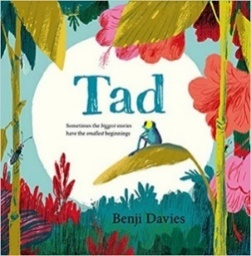 Tad
Sometimes the biggest stories
have the smallest beginnings
Benji Davies